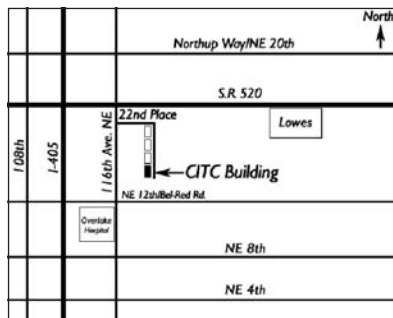 North
Northup Way/NE 20th
S.R 520
22nd Place
Lowes
108th
I-405
116th Ave. NE
CITC Building
NE 12th/Bel-Red Rd.
Overlake
Hospital
NE 8th
NE 4th